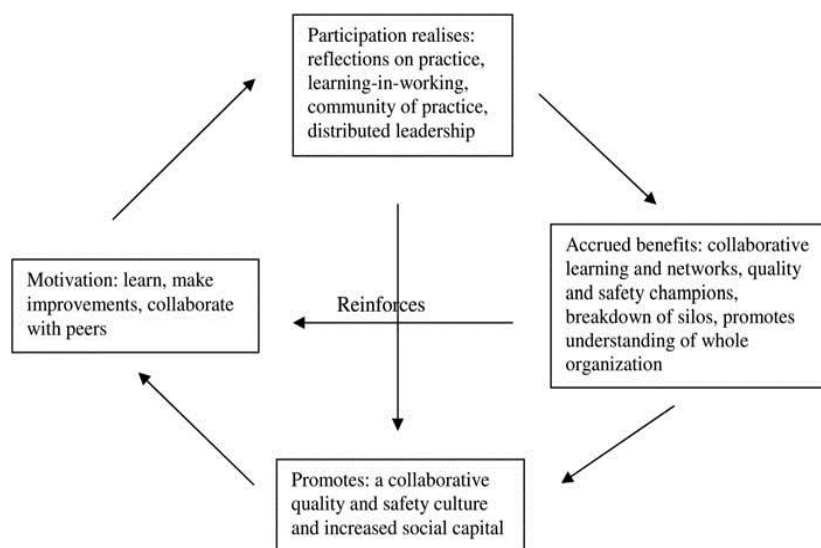 Participation realises:
reflections on practice,
learning-in-working,
community of practice,
distributed leadership
Motivation: learn, make
improvements, collaborate
with peers
Reinforces
Accrued benefits: collaborative
learning and networks, quality
and safety champions,
breakdown of silos, promotes
understanding of whole
organization
Promotes: a collaborative
quality and safety culture
and increased social capital